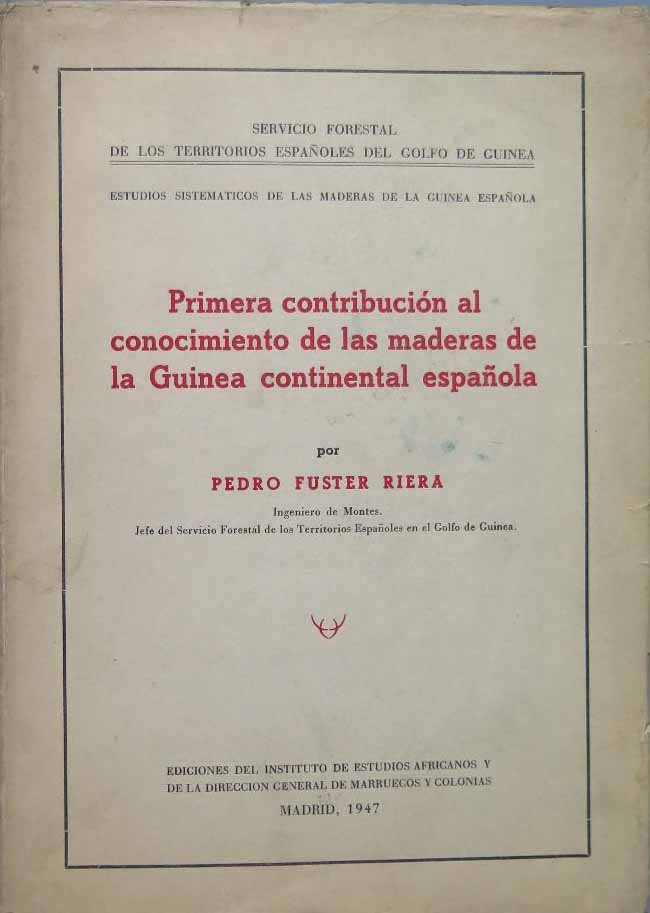 SERVICIO FORESTAL
DE LOS TERRITORIOS ESPAÑOLES DEL GOLFO DE GUINEA
ESTUDIOS SISTEMATICOS DE LAS MADERAS DE LA GUINEA ESPAÑOLA
Primera contribución al
conocimiento de las maderas de
la Guinea continental española
por
PEDRO FUSTER RIERA
Ingeniero de Montes.
Jefe del Servicio Forestal de los Territorios Españoles en el Golfo de Guinea.
EDICIONES DEL INSTITUTO DE ESTUDIOS AFRICANOS Y
DE LA DIRECCION GENERAL DE MARRUECOS Y COLONIAS
MADRID, 1947